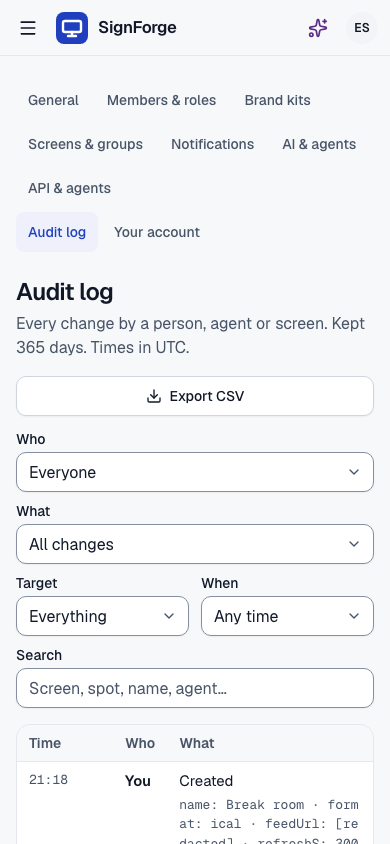 SignForge
ES
General Members & roles Brand kits
Screens & groups Notifications AI & agents
API & agents
Audit log Your account
Audit log
Every change by a person, agent or screen. Kept
365 days. Times in UTC.
Export CSV
Who
Everyone
What
All changes
Target When
Everything Any time
Search
Screen, spot, name, agent…
Time Who What
21:18 You Created
name: Break room · form
at: ical · feedUrl: [re
dacted] · refreshS: 300